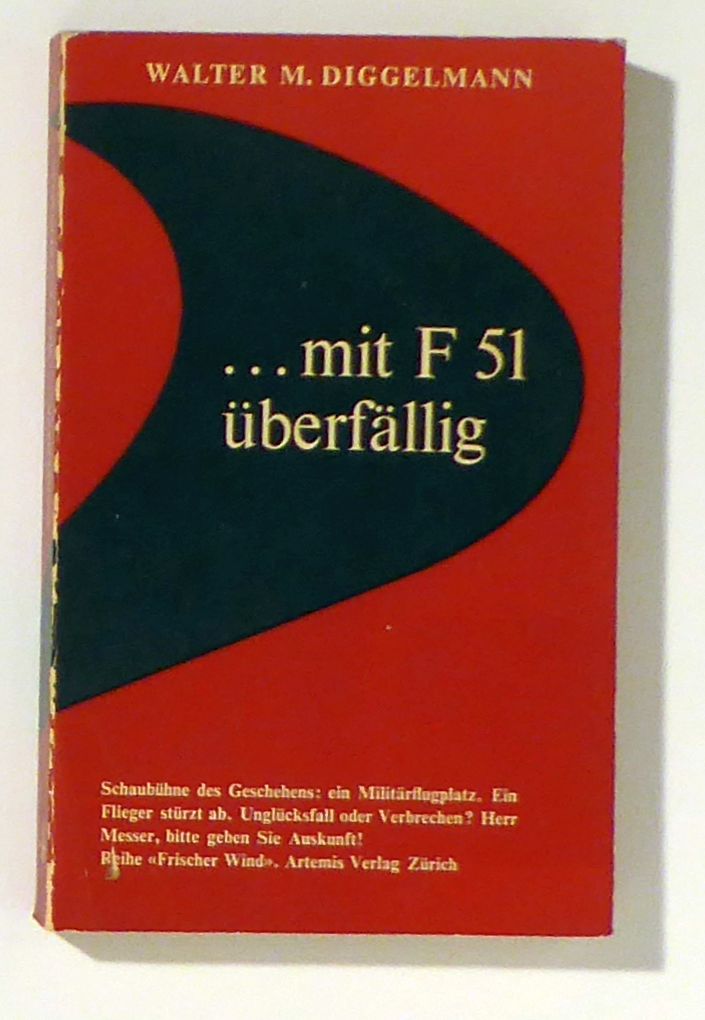 WALTER M. DIGGELMANN
...mit F 51
überfällig
Schaubühne des Geschehens: ein Militärflugplatz. Ein
Flieger stürzt ab. Unglücksfall oder Verbrechen? Herr
Messer, bitte geben Sie Auskunft!
Reihe «Frischer Wind». Artemis Verlag Zürich